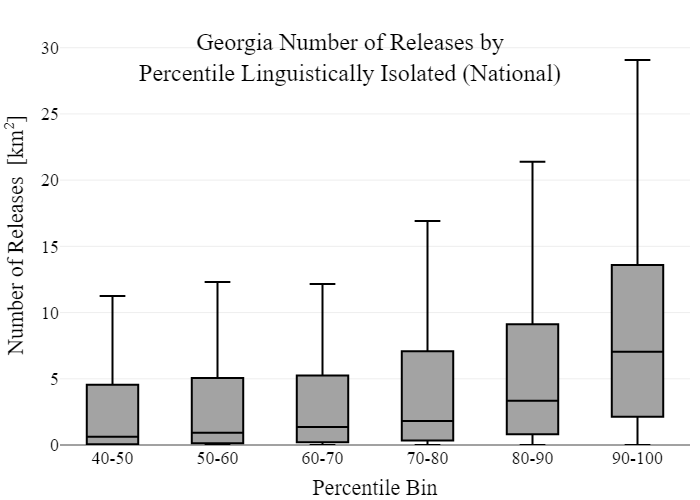 Georgia Number of Releases by
Percentile Linguistically Isolated (National)
Number of Releases [km²]
30
25
20
15
10
5
0
40-50 50-60 60-70 70-80 80-90 90-100
Percentile Bin